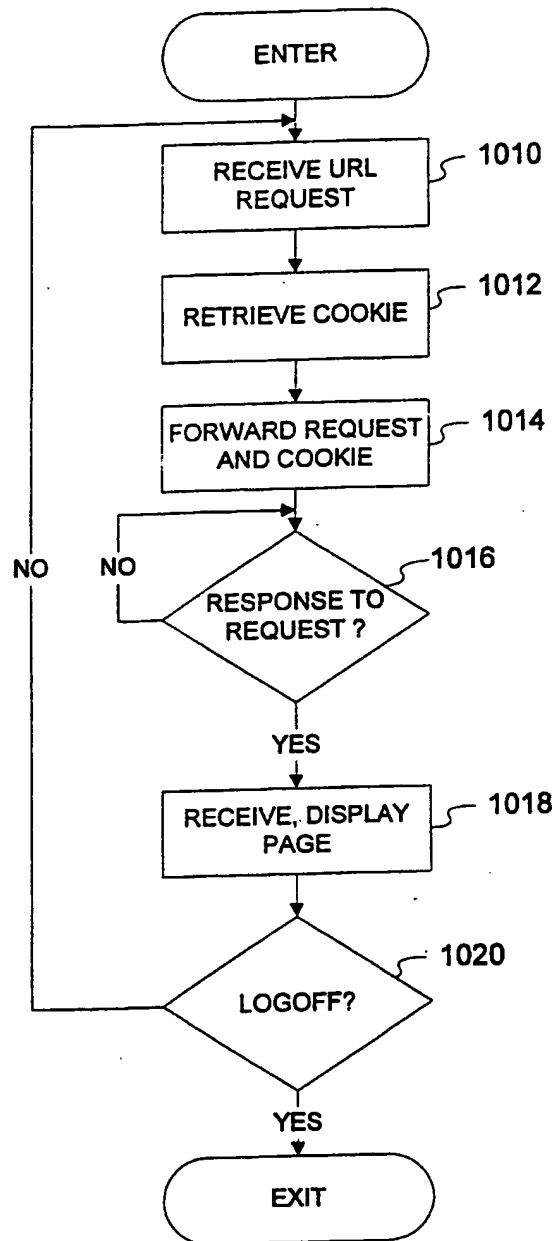 ENTER
RECEIVE URL
REQUEST
1010
RETRIEVE COOKIE
1012
FORWARD REQUEST
AND COOKIE
1014
NO
NO
RESPONSE TO
REQUEST ?
1016
YES
RECEIVE, DISPLAY
PAGE
1018
LOGOFF?
1020
YES
EXIT